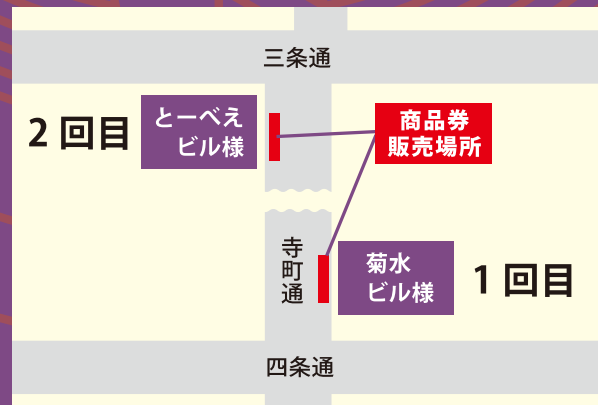 三条通
2回目
とーべえ
ビル様
商品券
販売場所
寺町通
菊水
ビル様
1回目
四条通